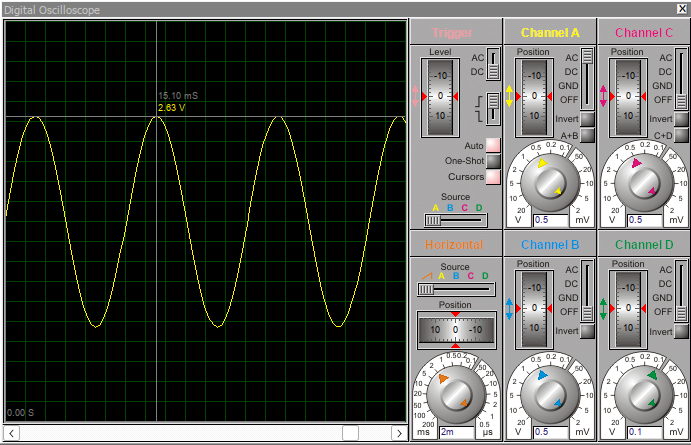 Digital Oscilloscope
15.10 mS
2.63 V
0.00 S
Trigger
Level
AC
DC
10
0
10
Auto
One-Shot
Cursors
Source
A B C D
Channel A
Position
AC
DC
GND
OFF
10
0
10
Invert
A+B
0.5 0.2 0.1
1 50
2 20
5 10
10 5
20 2
V 0.5 mV
Channel C
Position
AC
DC
GND
OFF
10
0
10
Invert
C+D
0.5 0.2 0.1
1 50
2 20
5 10
10 5
20 2
V 0.5 mV
Horizontal
Source
A B C D
Position
10 0 -10
0.5 0.2 0.1
1 50
2 20
5 10
10 5
20 2
50 1
100 0.5
200
ms 2m µs
Channel B
Position
AC
DC
GND
OFF
10
0
10
Invert
0.5 0.2 0.1
1 50
2 20
5 10
10 5
20 2
V 0.5 mV
Channel D
Position
AC
DC
GND
OFF
10
0
10
Invert
0.5 0.2 0.1
1 50
2 20
5 10
10 5
20 2
V 0.1 mV